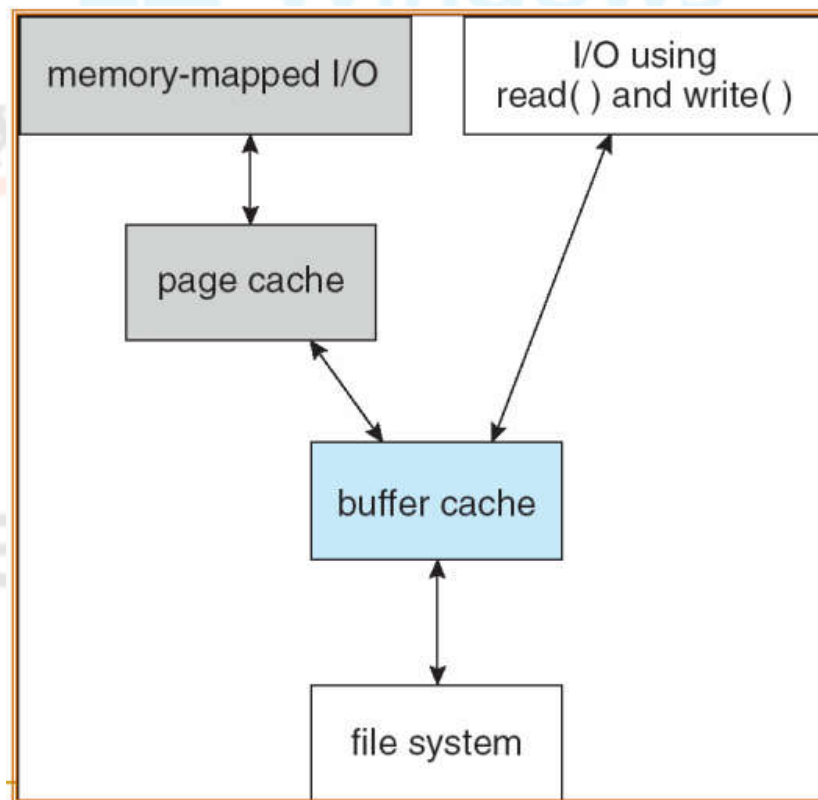 memory-mapped I/O
I/O using
read( ) and write( )
page cache
buffer cache
file system